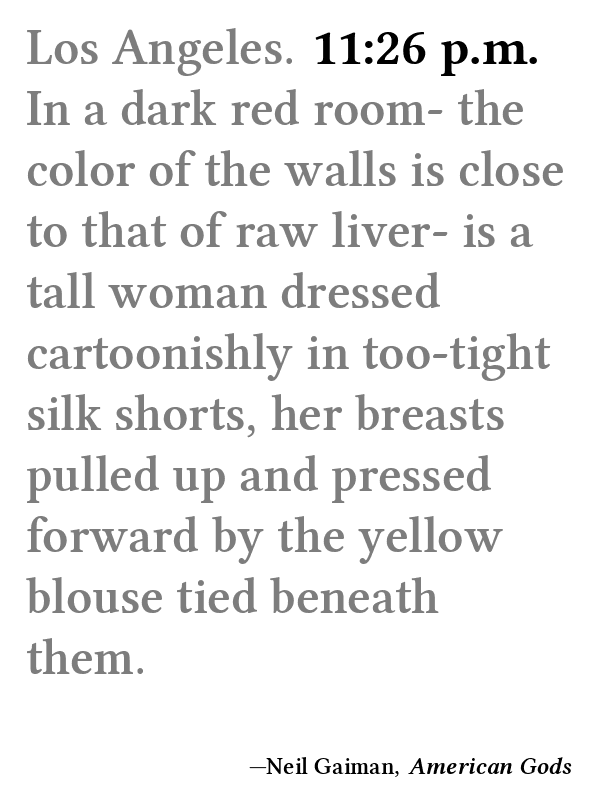 Los Angeles. 11:26 p.m.
In a dark red room- the
color of the walls is close
to that of raw liver- is a
tall woman dressed
cartoonishly in too-tight
silk shorts, her breasts
pulled up and pressed
forward by the yellow
blouse tied beneath
them.
—Neil Gaiman, American Gods